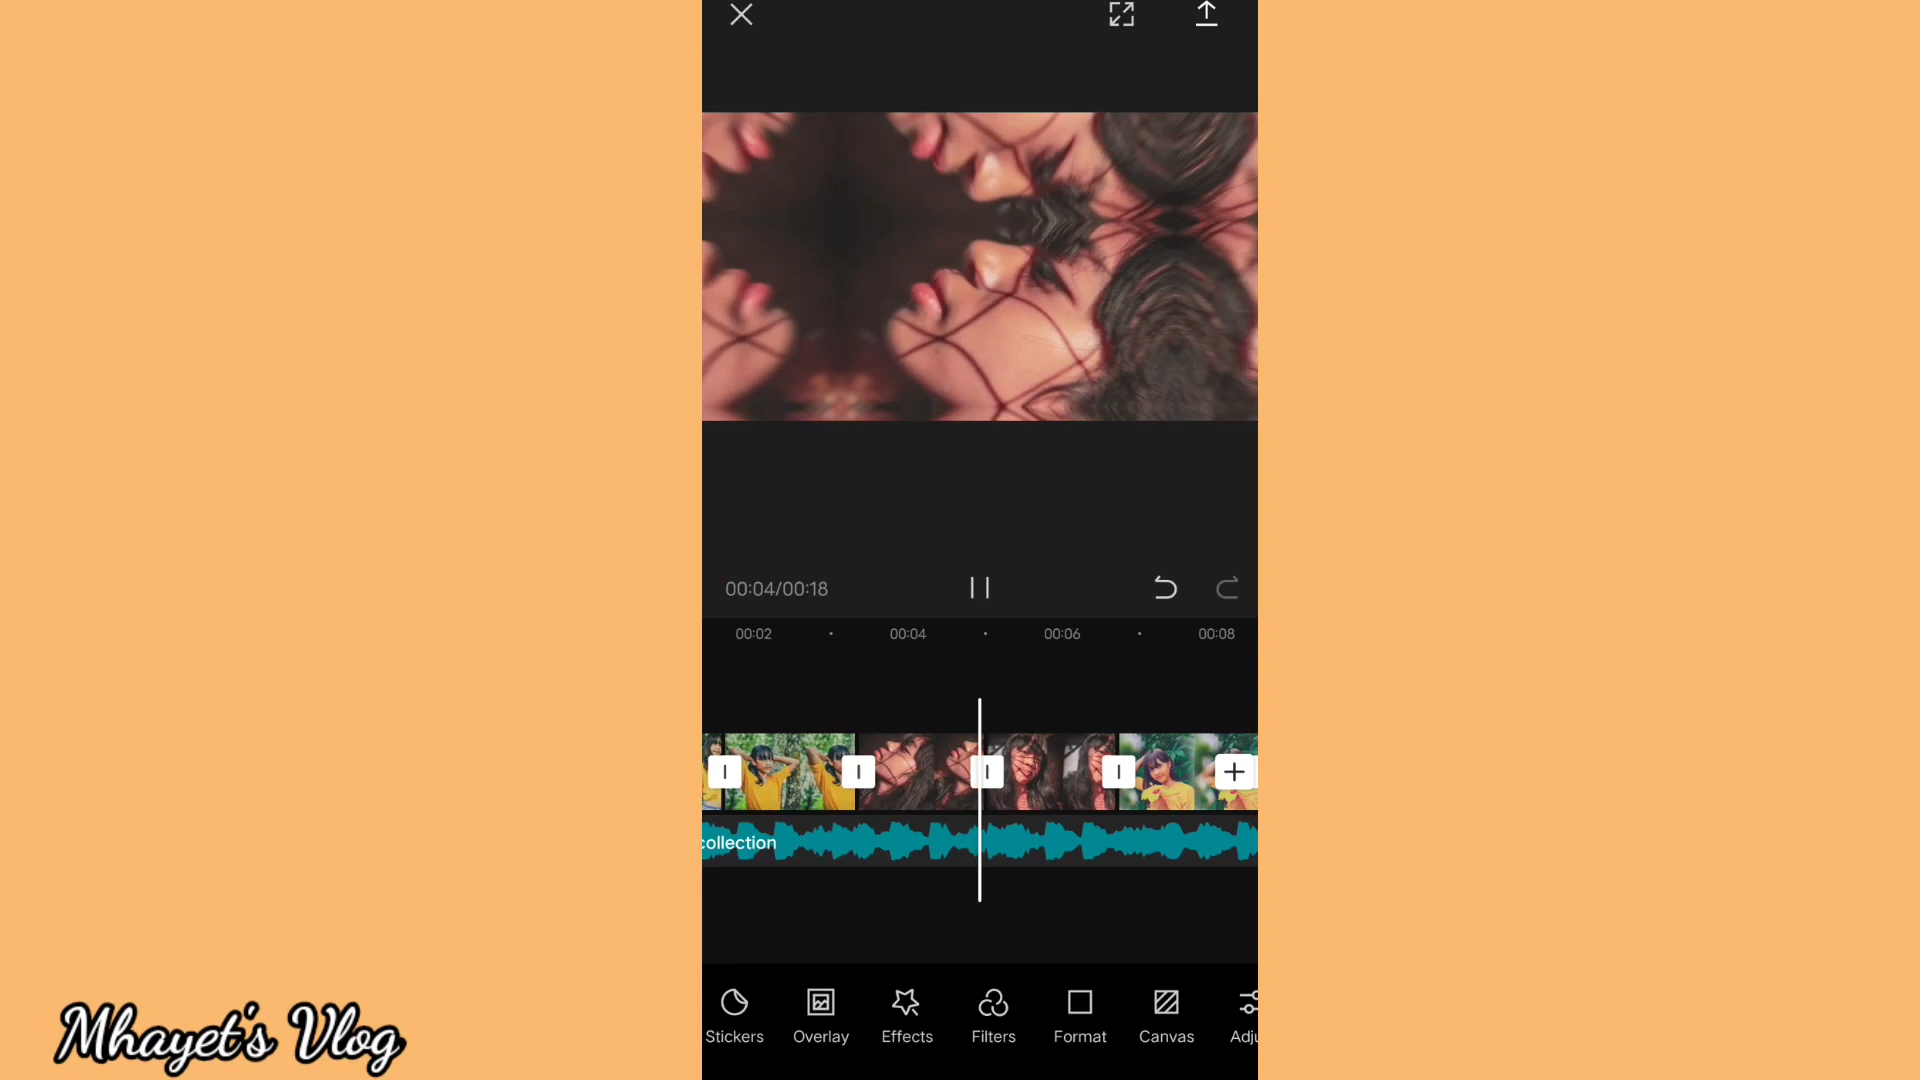 00:04/00:18
00:02 00:04 00:06 00:08
collection
Stickers Overlay Effects Filters Format Canvas Adju
Mhayet's Vlog